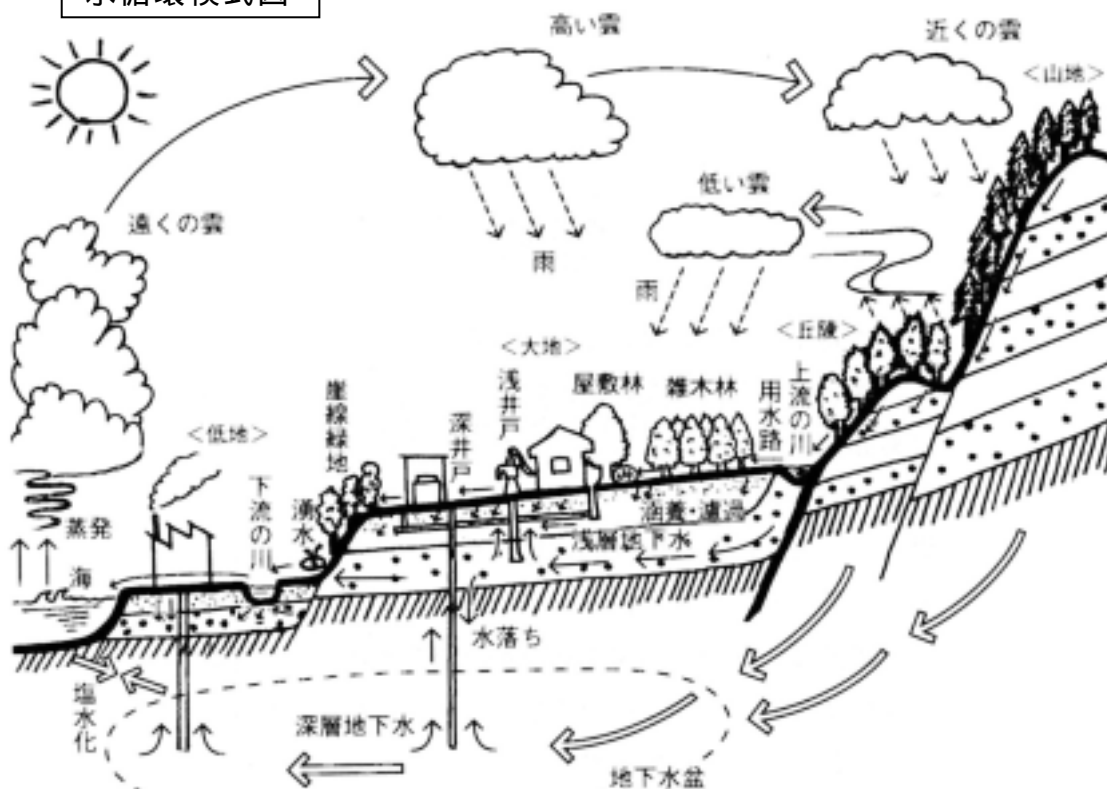 水循環模式図
高い雲
近くの雲
＜山地＞
低い雲
遠くの雲
雨
雨
＜丘陵＞
＜大地＞
浅井戸
屋敷林
雑木林
用水路
上流の川
崖線緑地
深井戸
＜低地＞
下流の川
湧水
蒸発
海
涵養・濾過
浅層地下水
水落ち
塩水化
深層地下水
地下水盆